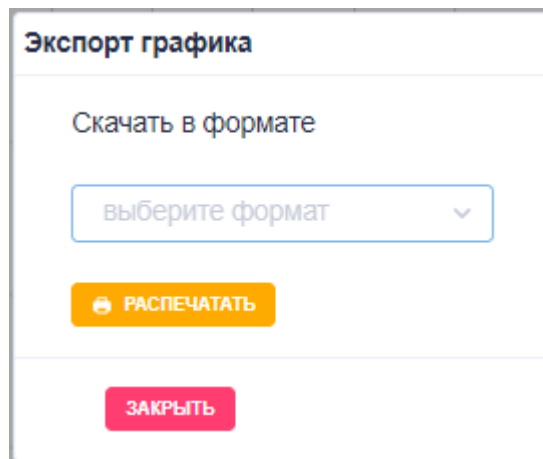 Экспорт графика
Скачать в формате
выберите формат
РАСПЕЧАТАТЬ
ЗАКРЫТЬ